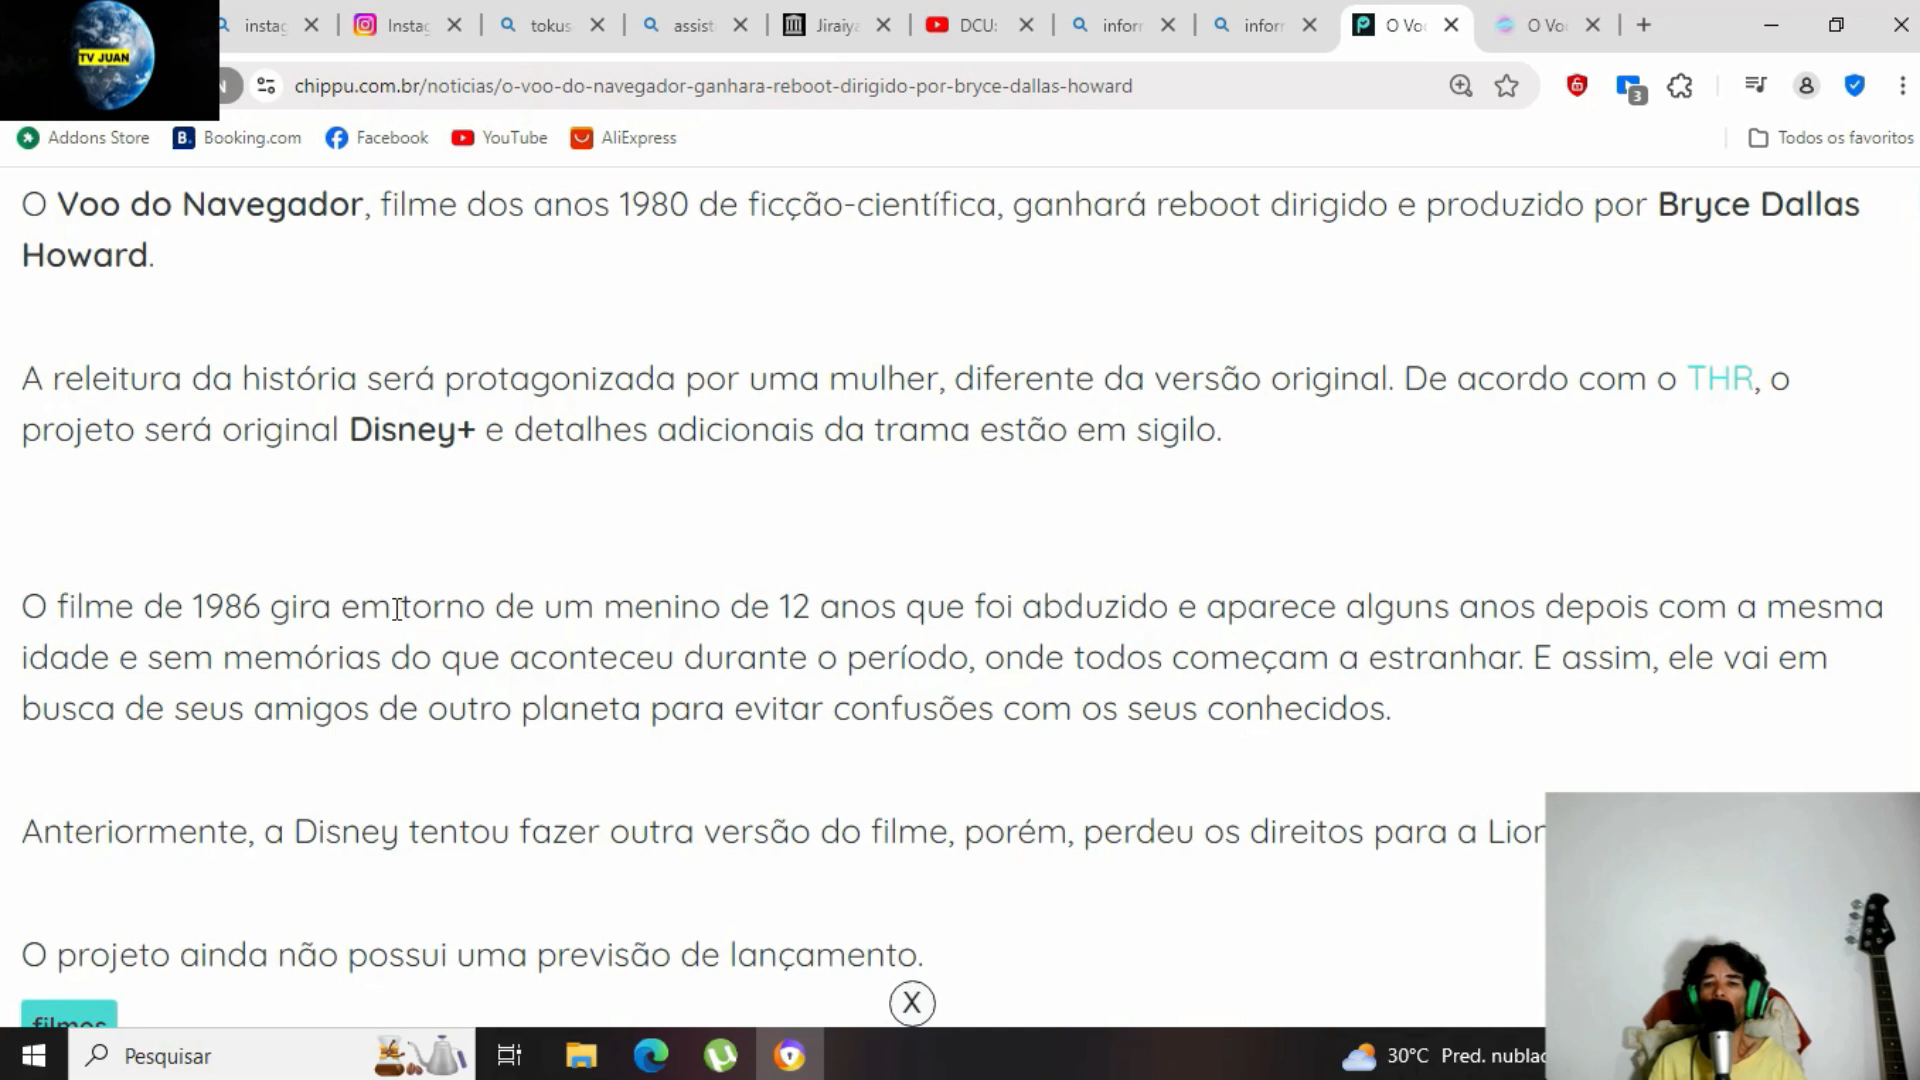 TV JUAN
instag
Instag
tokus
assist
Jiraiya
DCU:
inform
inform
O Vo
O Vo
chippu.com.br/noticias/o-voo-do-navegador-ganhara-reboot-dirigido-por-bryce-dallas-howard
3
Addons Store
B. Booking.com
Facebook
YouTube
AliExpress
Todos os favoritos
O Voo do Navegador, filme dos anos 1980 de ficção-científica, ganhará reboot dirigido e produzido por Bryce Dallas
Howard.
A releitura da história será protagonizada por uma mulher, diferente da versão original. De acordo com o THR, o
projeto será original Disney+ e detalhes adicionais da trama estão em sigilo.
O filme de 1986 gira em torno de um menino de 12 anos que foi abduzido e aparece alguns anos depois com a mesma
idade e sem memórias do que aconteceu durante o período, onde todos começam a estranhar. E assim, ele vai em
busca de seus amigos de outro planeta para evitar confusões com os seus conhecidos.
Anteriormente, a Disney tentou fazer outra versão do filme, porém, perdeu os direitos para a Lion
O projeto ainda não possui uma previsão de lançamento.
X
filmes
Pesquisar
30°C Pred. nublad